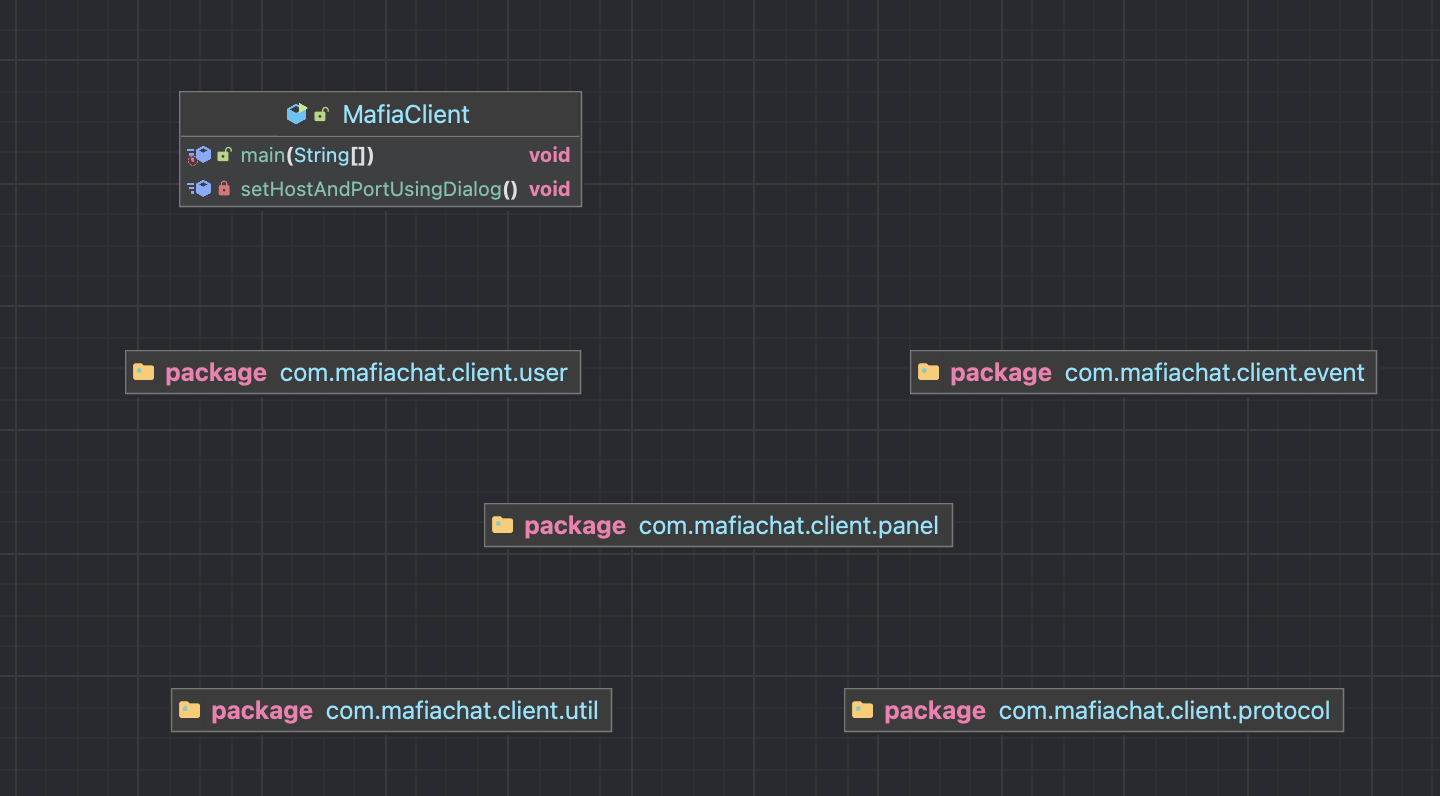 MafiaClient
main(String[]) void
setHostAndPortUsingDialog() void
package com.mafiachat.client.user
package com.mafiachat.client.event
package com.mafiachat.client.panel
package com.mafiachat.client.util
package com.mafiachat.client.protocol